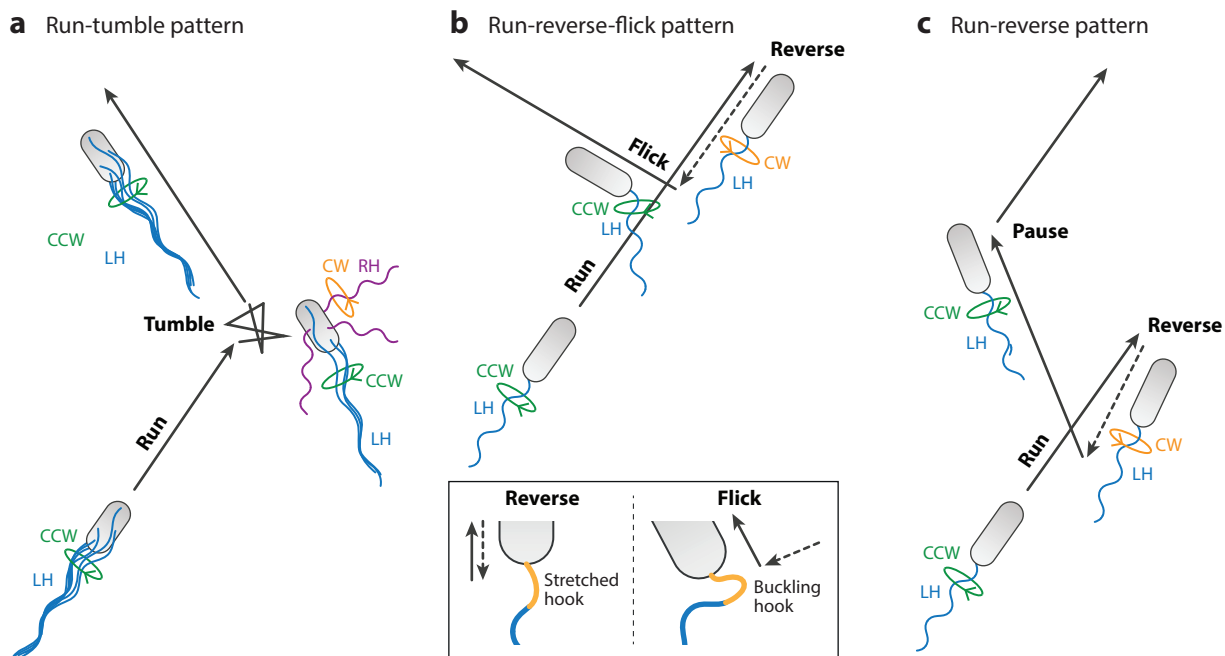 a Run-tumble pattern
CCW
LH
Tumble
CW
RH
CCW
LH
Run
CCW
LH
b Run-reverse-flick pattern
Reverse
Flick
CW
LH
CCW
LH
Run
CCW
LH
Reverse
Stretched
hook
Flick
Buckling
hook
c Run-reverse pattern
Pause
CCW
LH
Reverse
Run
CW
LH
CCW
LH